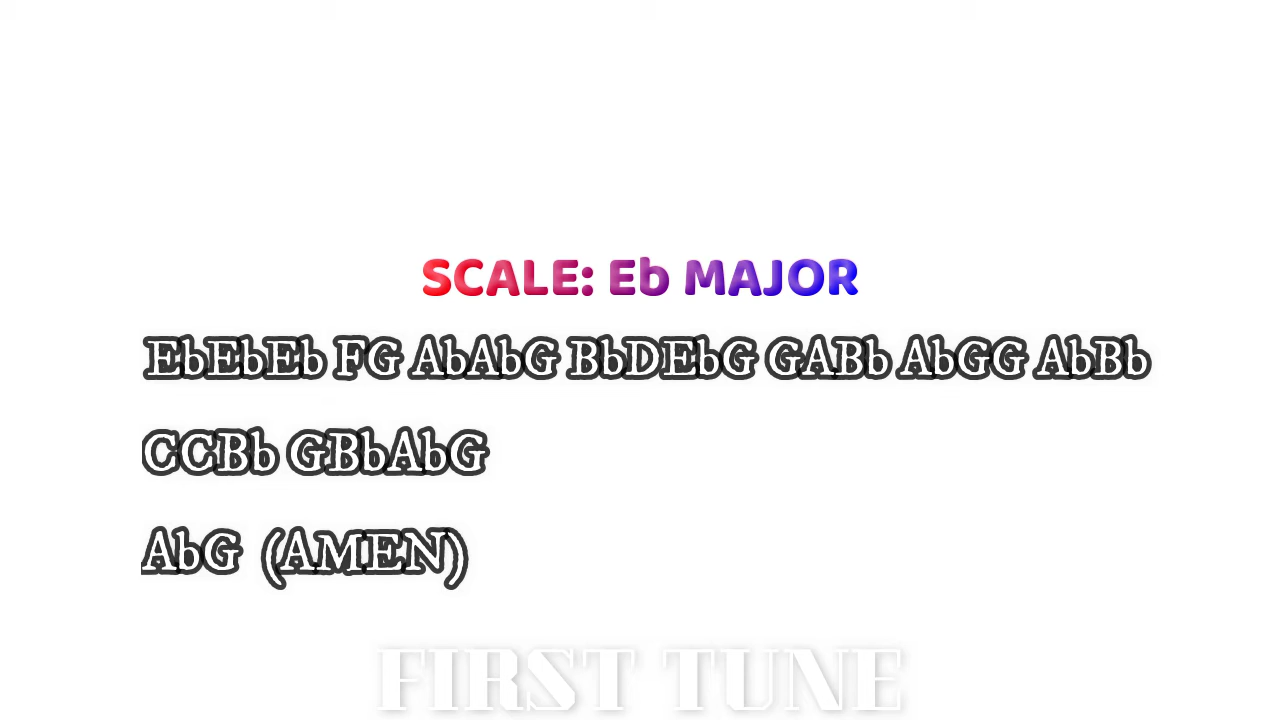 SCALE: Eb MAJOR
EbEbEb FG AbAbG BbDEbG GABb AbGG AbBb
CCBb GBbAbG
AbG (AMEN)
FIRST TUNE